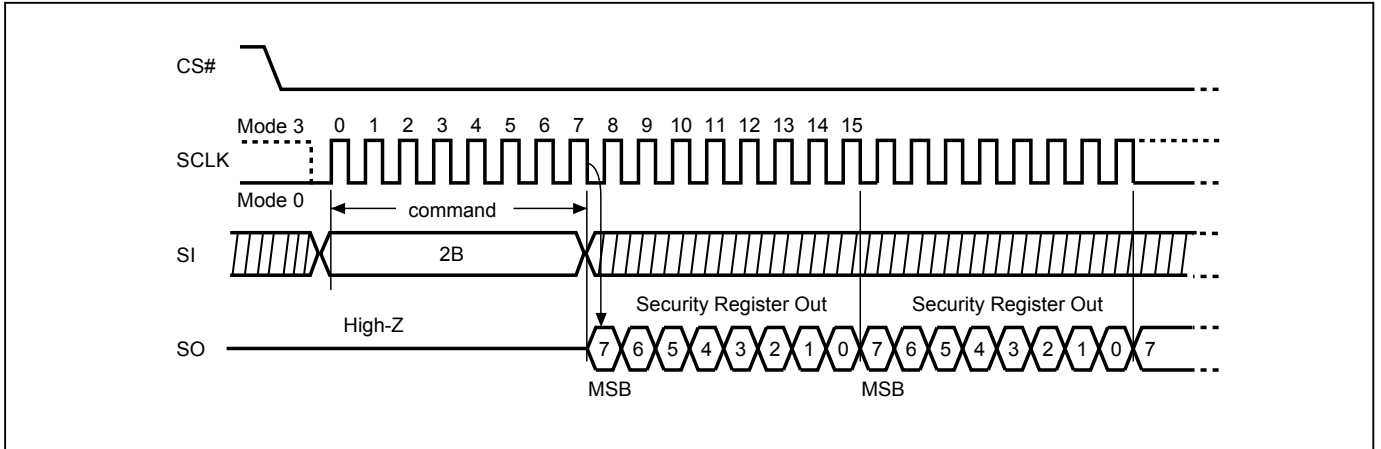 CS#
Mode 3 0 1 2 3 4 5 6 7 8 9 10 11 12 13 14 15
SCLK
Mode 0
command
SI 2B
Security Register Out Security Register Out
High-Z
SO 7 6 5 4 3 2 1 0 7 6 5 4 3 2 1 0 7
MSB MSB